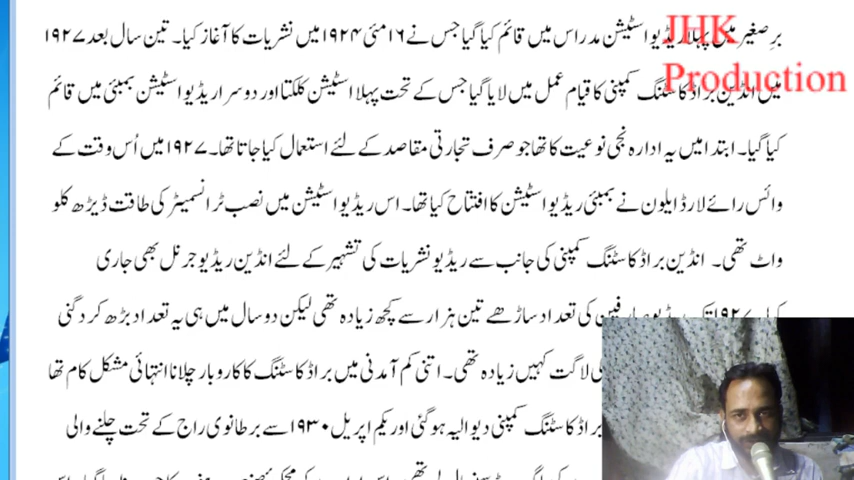 JHK
Production
برِصغیر میں پہلا ریڈیو اسٹیشن مدراس میں قائم کیا گیا جس نے ۱۶ مئی ۱۹۲۴ میں نشریات کا آغاز کیا۔ تین سال بعد ۱۹۲۷
میں انڈین براڈ کاسٹنگ کمپنی کا قیام عمل میں لایا گیا جس کے تحت پہلا اسٹیشن کلکتا اور دوسرا ریڈیو اسٹیشن بمبئی میں قائم
کیا گیا۔ ابتدا میں یہ ادارہ نجی نوعیت کا تھا جو صرف تجارتی مقاصد کے لئے استعمال کیا جاتا تھا۔ ۱۹۲۷ میں اُس وقت کے
وائس رائے لارڈ ایلون نے بمبئی ریڈیو اسٹیشن کا افتتاح کیا تھا۔ اس ریڈیو اسٹیشن میں نصب ٹرانسمیٹر کی طاقت ڈیڑھ کلو
واٹ تھی۔ انڈین براڈ کاسٹنگ کمپنی کی جانب سے ریڈیو نشریات کی تشہیر کے لئے انڈین ریڈیو جرنل بھی جاری
کی تعداد ساڑھے تین ہزار سے کچھ زیادہ تھی لیکن دو سال میں ہی یہ تعداد بڑھ کر دگنی
لاگت کہیں زیادہ تھی۔ اتنی کم آمدنی میں براڈ کاسٹنگ کا کاروبار چلانا انتہائی مشکل کام تھا
براڈ کاسٹنگ کمپنی دیوالیہ ہو گئی اور یکم اپریل ۱۹۳۰ سے برطانوی راج کے تحت چلنے والی